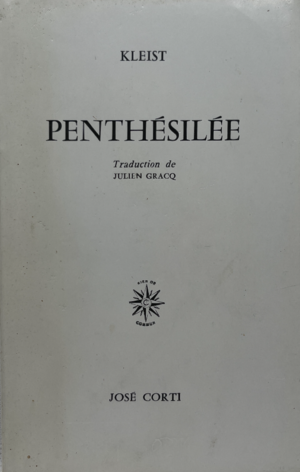 KLEIST
PENTHÉSILÉE
Traduction de
JULIEN GRACQ
JOSÉ CORTI